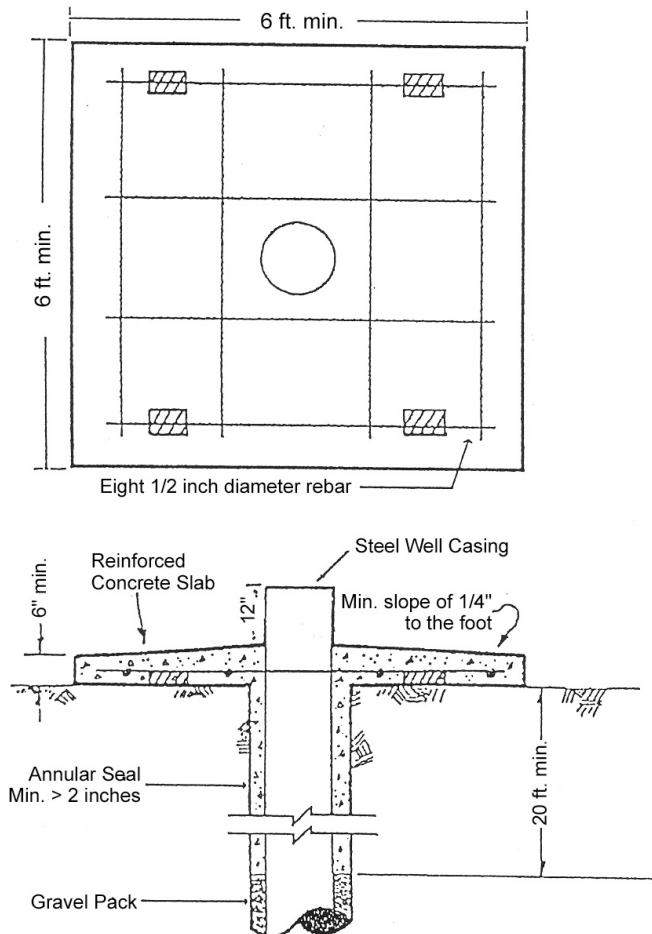 6 ft. min.
6 ft. min.
Eight 1/2 inch diameter rebar
Steel Well Casing
Reinforced
Concrete Slab
6" min.
12"
Min. slope of 1/4"
to the foot
Annular Seal
Min. > 2 inches
20 ft. min.
Gravel Pack